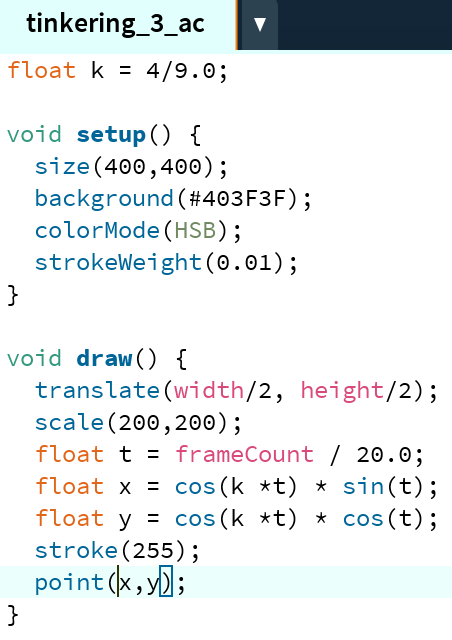 tinkering_3_ac ▼
float k = 4/9.0;
void setup() {
  size(400,400);
  background(#403F3F);
  colorMode(HSB);
  strokeWeight(0.01);
}
void draw() {
  translate(width/2, height/2);
  scale(200,200);
  float t = frameCount / 20.0;
  float x = cos(k *t) * sin(t);
  float y = cos(k *t) * cos(t);
  stroke(255);
  point(x,y);
}